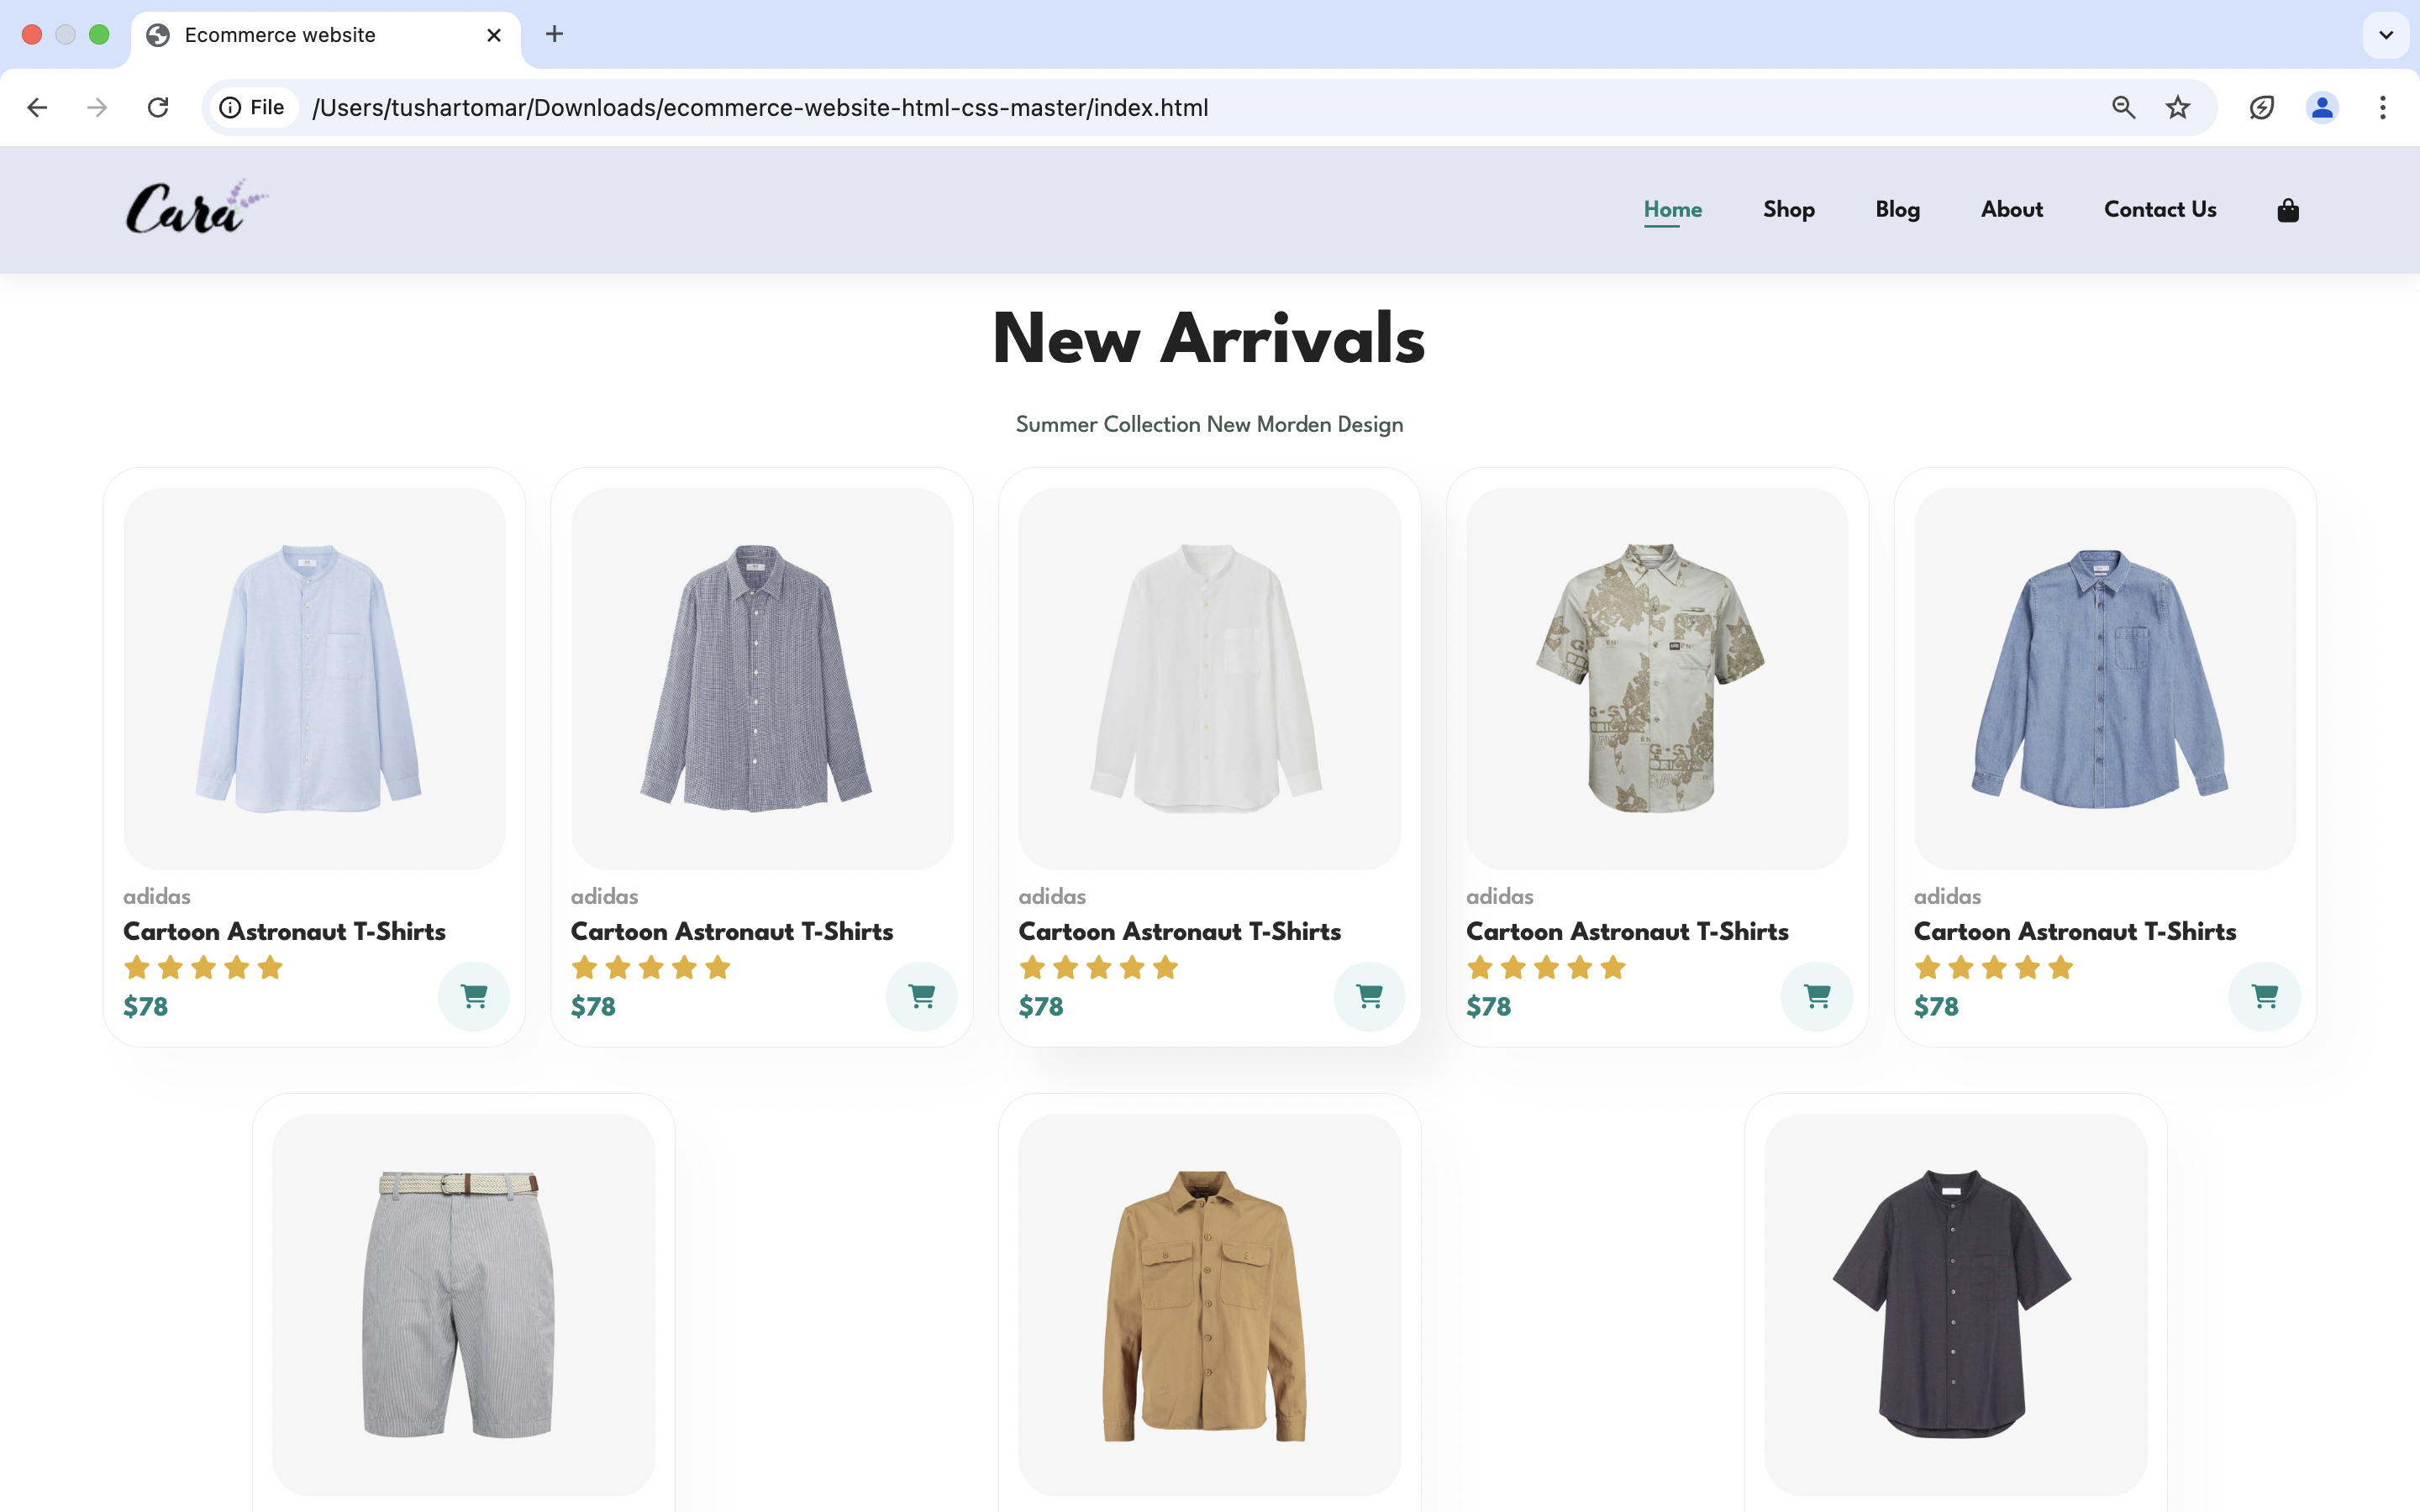 Ecommerce website
File /Users/tushartomar/Downloads/ecommerce-website-html-css-master/index.html
Cara
Home Shop Blog About Contact Us
New Arrivals
Summer Collection New Morden Design
adidas
Cartoon Astronaut T-Shirts
$78
adidas
Cartoon Astronaut T-Shirts
$78
adidas
Cartoon Astronaut T-Shirts
$78
adidas
Cartoon Astronaut T-Shirts
$78
adidas
Cartoon Astronaut T-Shirts
$78